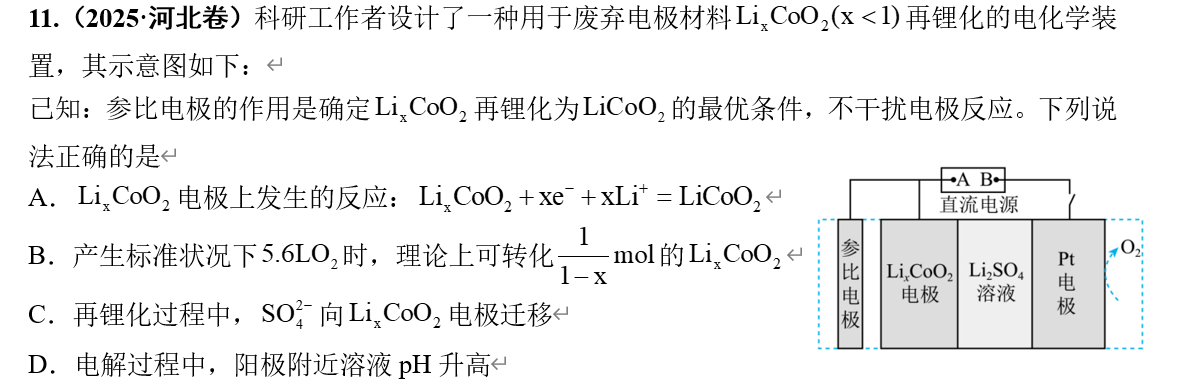 11.（2025·河北卷）科研工作者设计了一种用于废弃电极材料LiₓCoO₂(x<1)再锂化的电化学装
置，其示意图如下：↵
已知：参比电极的作用是确定LiₓCoO₂再锂化为LiCoO₂的最优条件，不干扰电极反应。下列说
法正确的是↵
A．LiₓCoO₂电极上发生的反应：LiₓCoO₂+xe⁻+xLi⁺=LiCoO₂↵
B．产生标准状况下5.6LO₂时，理论上可转化1/(1−x)mol的LiₓCoO₂↵
C．再锂化过程中，SO₄²⁻向LiₓCoO₂电极迁移↵
D．电解过程中，阳极附近溶液pH升高↵
A B
直流电源
参比电极
LiₓCoO₂
电极
Li₂SO₄
溶液
Pt
电极
O₂